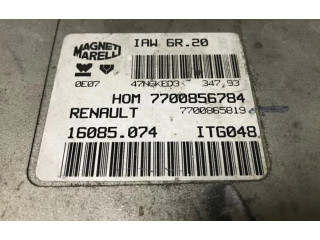 MAGNETI MARELLI
IAW 6R.20
0E07 47NGKED3 347,93
HOM 7700856784
RENAULT 7700865819
16085.074 ITG048